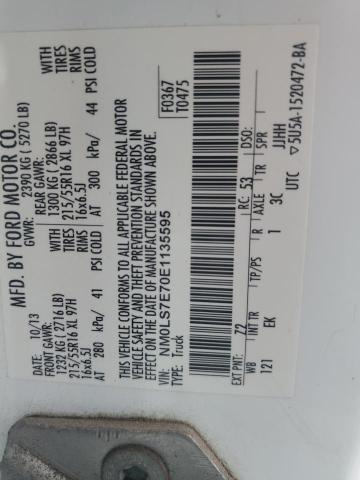 MFD. BY FORD MOTOR CO.
DATE: 10/13 GVWR: 2390 KG ( 5270 LB)
FRONT GAWR: REAR GAWR:
1232 KG ( 2716 LB) 1300 KG ( 2866 LB)
215/55R16 XL 97H TIRES 215/55R16 XL 97H TIRES
16x6.5J RIMS 16x6.5J RIMS
AT 280 kPa/ 41 PSI COLD AT 300 kPa/ 44 PSI COLD
THIS VEHICLE CONFORMS TO ALL APPLICABLE FEDERAL MOTOR
VEHICLE SAFETY AND THEFT PREVENTION STANDARDS IN
EFFECT ON THE DATE OF MANUFACTURE SHOWN ABOVE.
VIN: NM0LS7E70E1135595 F0367
TYPE: Truck T0475
EXT PNT: 72 RC: 53 DSO:
WB INT TR TP/PS R AXLE TR SPR
121 EK I 3C JJHH
UTC ▽5U5A-1520472-BA